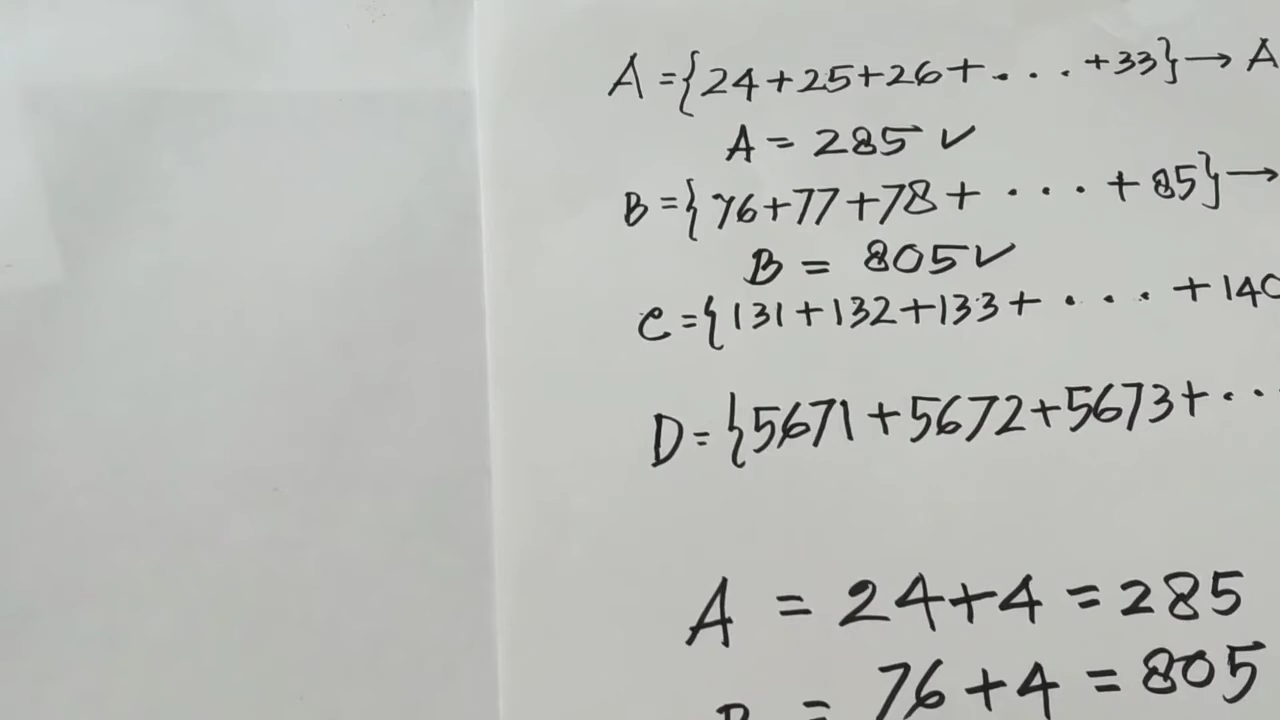 A = {24+25+26+. . . . +33} → A
A = 285 ✓
B = {76+77+78+ . . . . + 85} →
B = 805 ✓
C = {131+132+133+ . . . . + 140
D = {5671+5672+5673+ . . .
A = 24+4 = 285
B = 76+4 = 805